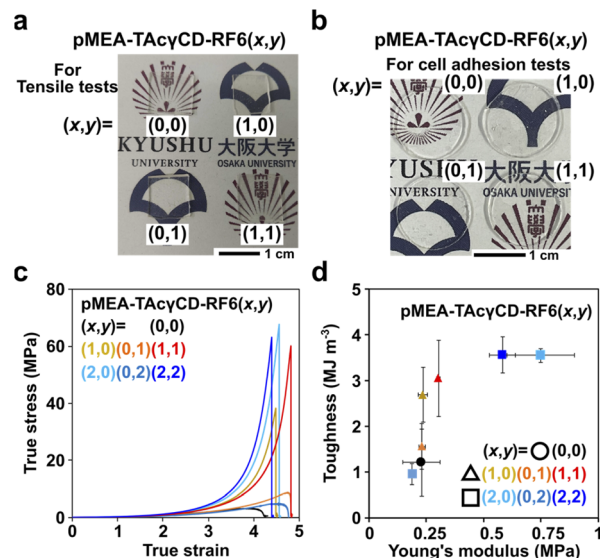 a
pMEA-TAcγCD-RF6(x,y)
For
Tensile tests
(x,y)=
(0,0)
(1,0)
KYUSHU
UNIVERSITY
大阪大学
OSAKA UNIVERSITY
(0,1)
(1,1)
1 cm
b
pMEA-TAcγCD-RF6(x,y)
For cell adhesion tests
(x,y)=
(0,0)
(1,0)
YUSHU
大阪大学
NIVERSITY
OSAKA UNIVERSI
(0,1)
(1,1)
1 cm
c
pMEA-TAcγCD-RF6(x,y)
(x,y)= (0,0)
(1,0)(0,1)(1,1)
(2,0)(0,2)(2,2)
True stress (MPa)
80
60
40
20
0
0 1 2 3 4 5
True strain
d
pMEA-TAcγCD-RF6(x,y)
(x,y)= (0,0)
(1,0)(0,1)(1,1)
(2,0)(0,2)(2,2)
Toughness (MJ m⁻³)
5
4
3
2
1
0
0 0.25 0.5 0.75 1
Young's modulus (MPa)